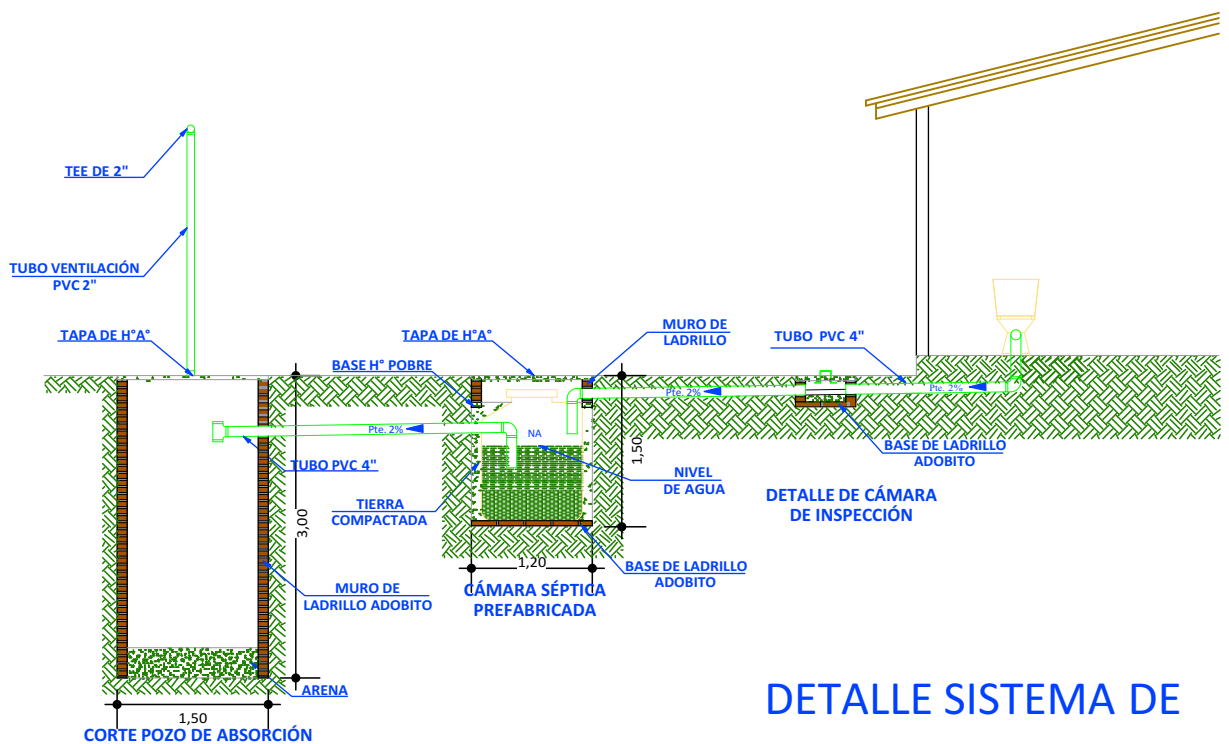 TEE DE 2"
TUBO VENTILACIÓN
PVC 2"
TAPA DE H°A°
TAPA DE H°A°
BASE H° POBRE
MURO DE
LADRILLO
TUBO PVC 4"
Pte. 2%
Pte. 2%
Pte. 2%
NA
TUBO PVC 4"
TIERRA
COMPACTADA
NIVEL
DE AGUA
1,50
BASE DE LADRILLO
ADOBITO
DETALLE DE CÁMARA
DE INSPECCIÓN
3,00
1,20
BASE DE LADRILLO
ADOBITO
CÁMARA SÉPTICA
PREFABRICADA
MURO DE
LADRILLO ADOBITO
ARENA
1,50
CORTE POZO DE ABSORCIÓN
DETALLE SISTEMA DE